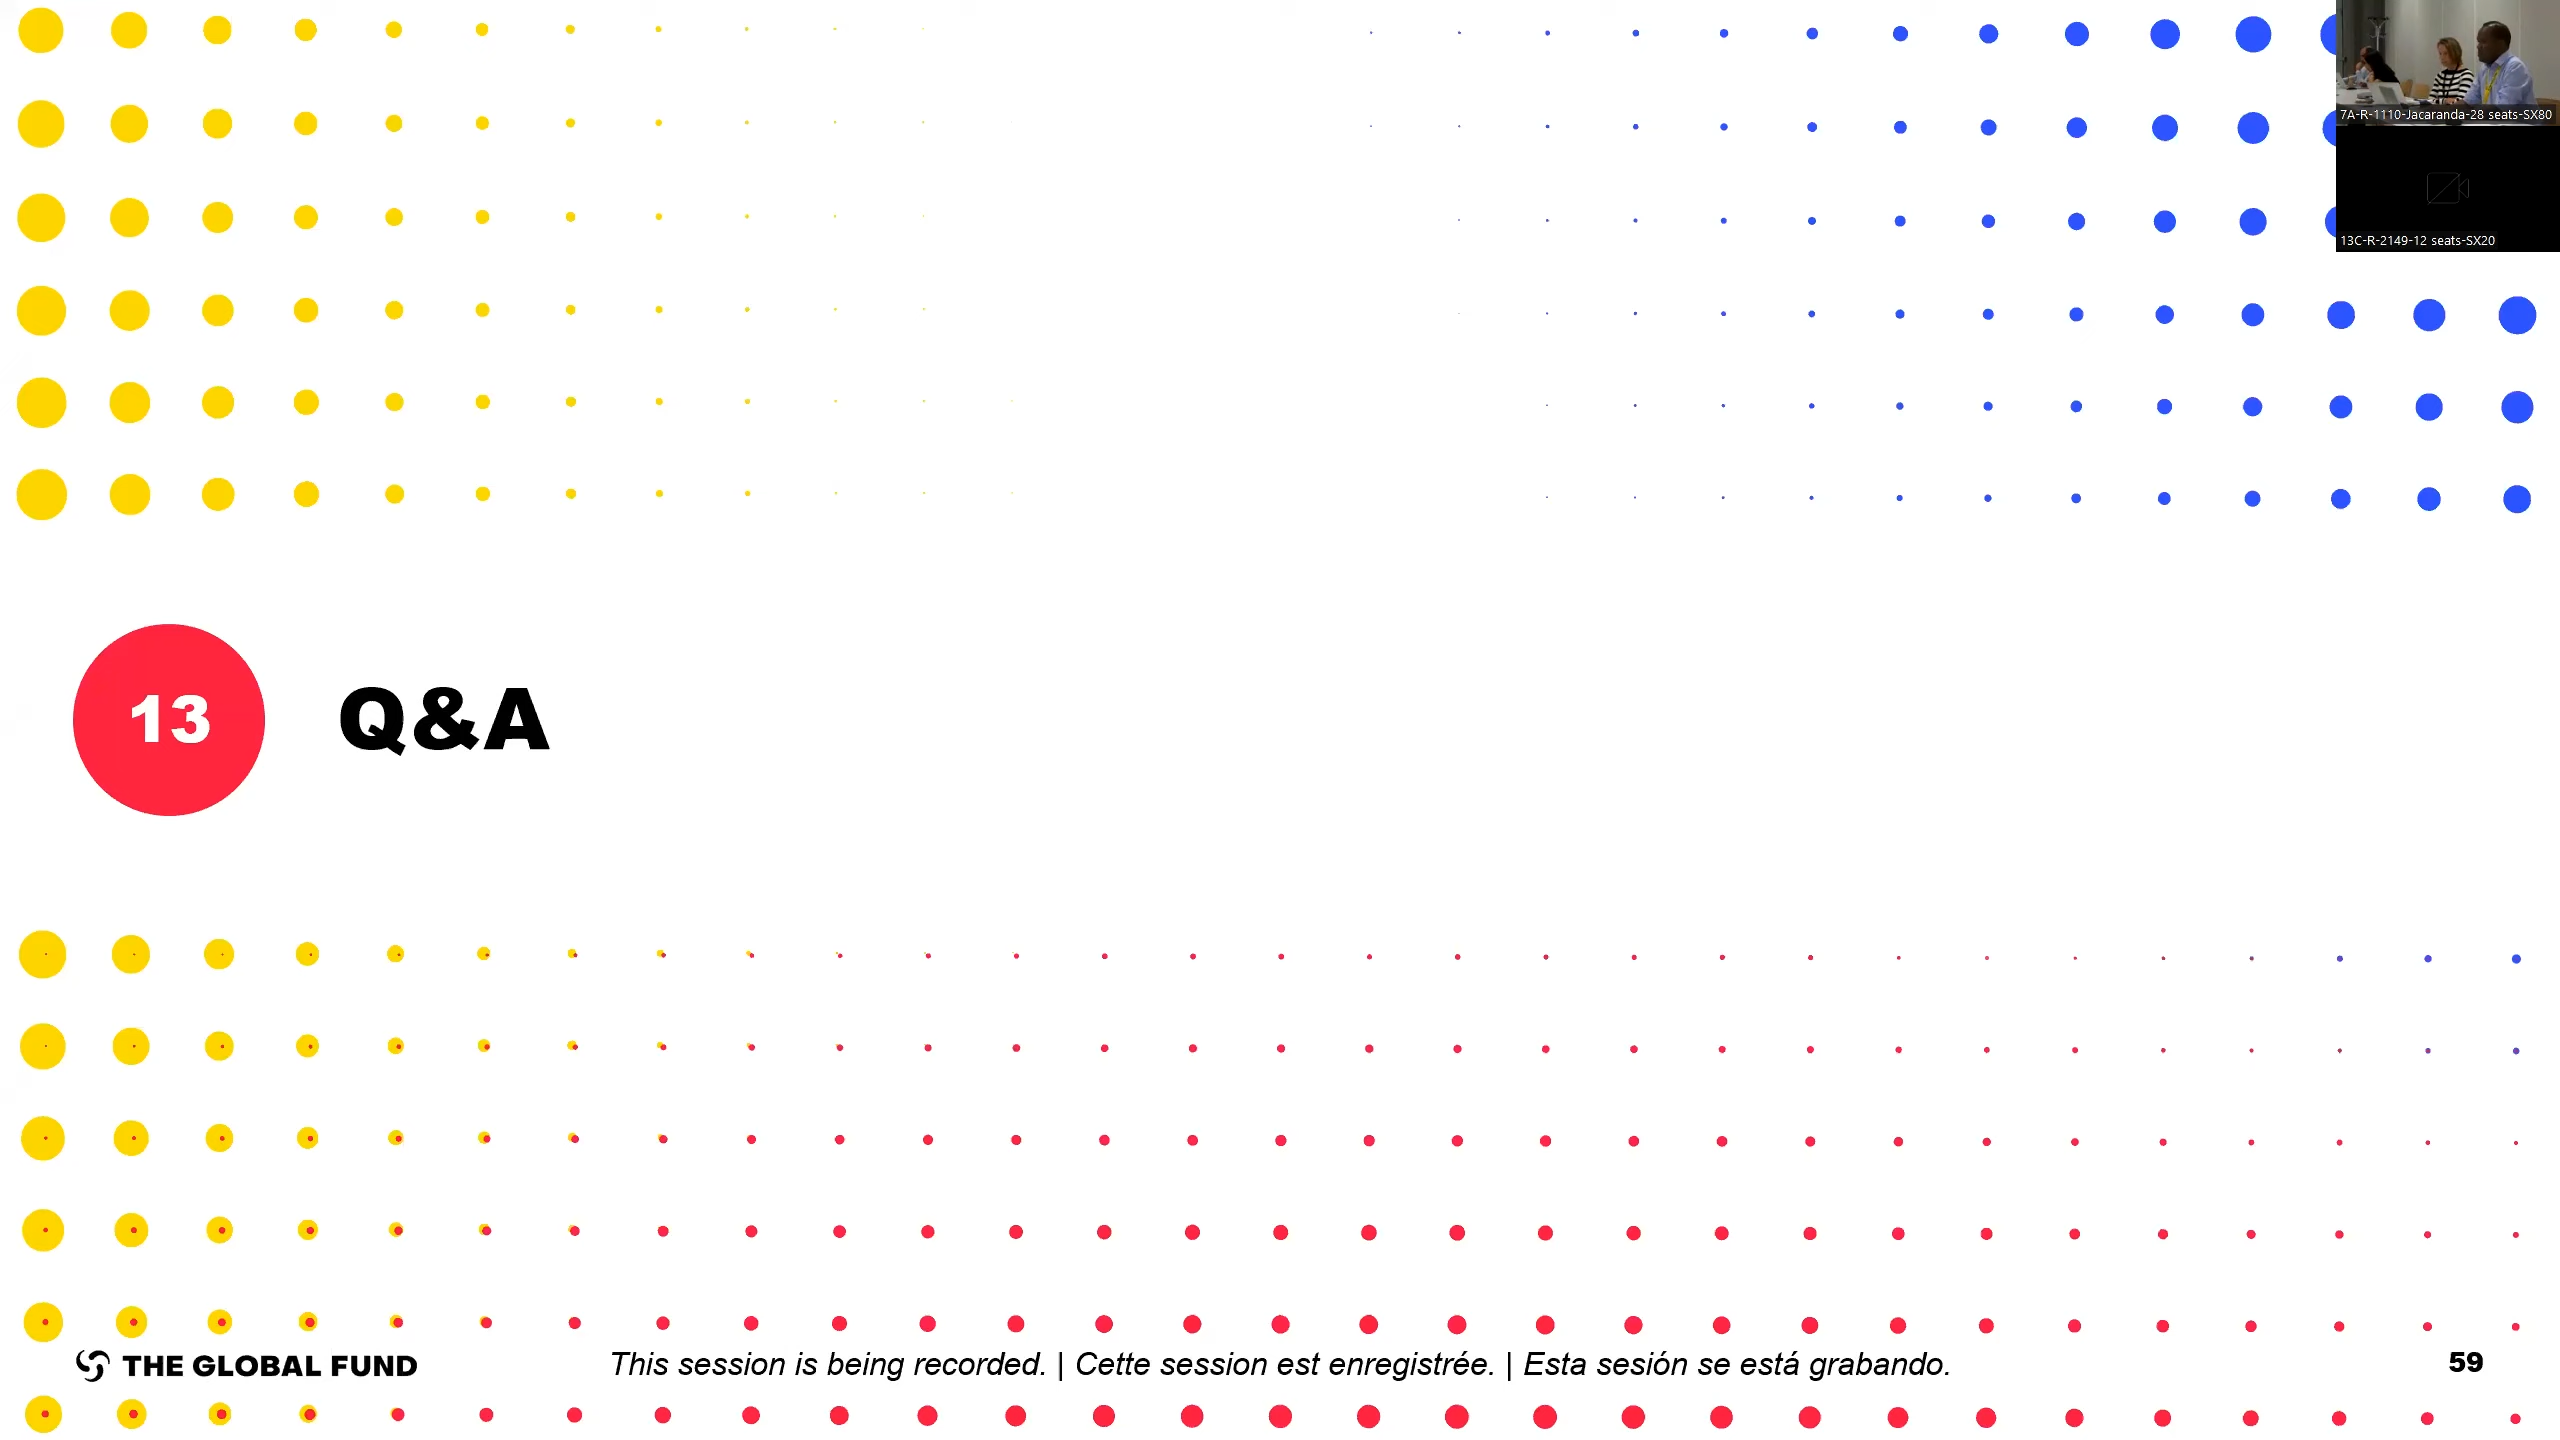 7A-R-1110-Jacaranda-28 seats-SX80
13C-R-2149-12 seats-SX20
13
Q&A
THE GLOBAL FUND
This session is being recorded. | Cette session est enregistrée. | Esta sesión se está grabando.
59